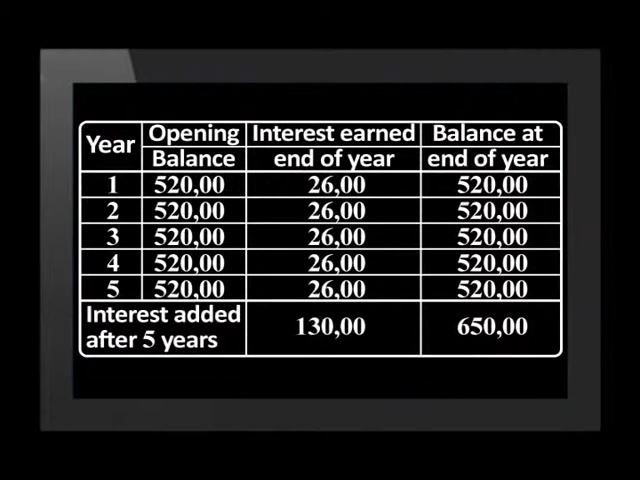 Year Opening Balance Interest earned end of year Balance at end of year
1 520,00 26,00 520,00
2 520,00 26,00 520,00
3 520,00 26,00 520,00
4 520,00 26,00 520,00
5 520,00 26,00 520,00
Interest added after 5 years 130,00 650,00